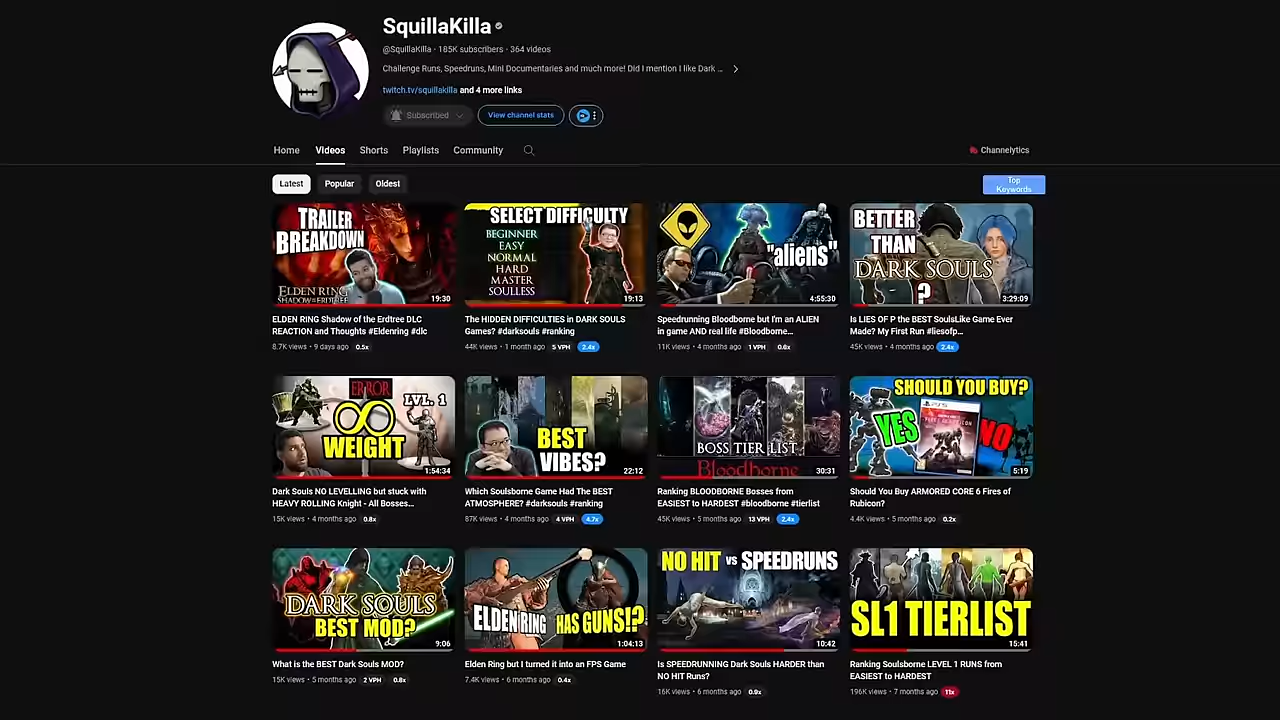 SquillaKilla
@SquillaKilla · 185K subscribers · 364 videos
Challenge Runs, Speedruns, Mini Documentaries and much more! Did I mention I like Dark ...
twitch.tv/squillakilla and 4 more links
Subscribed
View channel stats
Home Videos Shorts Playlists Community
Channelytics
Latest Popular Oldest
Top
Keywords
TRAILER
BREAKDOWN
ELDEN RING
SHADOW OF THE ERDTREE
19:30
SELECT DIFFICULTY
BEGINNER
EASY
NORMAL
HARD
MASTER
SOULLESS
19:13
"aliens"
4:55:30
BETTER
THAN
DARK SOULS
?
3:29:09
ELDEN RING Shadow of the Erdtree DLC
REACTION and Thoughts #Eldenring #dlc
8.7K views · 9 days ago 0.5x
The HIDDEN DIFFICULTIES in DARK SOULS
Games? #darksouls #ranking
44K views · 1 month ago 5 VPH 2.4x
Speedrunning Bloodborne but I'm an ALIEN
in game AND real life #Bloodborne...
11K views · 4 months ago 1 VPH 0.6x
Is LIES OF P the BEST SoulsLike Game Ever
Made? My First Run #liesofp...
45K views · 4 months ago 2.4x
ERROR
LVL. 1
WEIGHT
1:54:34
BEST
VIBES?
22:12
BOSS TIER LIST
Bloodborne
30:31
SHOULD YOU BUY?
YES
NO
PS5
5:19
Dark Souls NO LEVELLING but stuck with
HEAVY ROLLING Knight - All Bosses...
15K views · 4 months ago 0.8x
Which Soulsborne Game Had The BEST
ATMOSPHERE? #darksouls #ranking
87K views · 4 months ago 4 VPH 4.7x
Ranking BLOODBORNE Bosses from
EASIEST to HARDEST #bloodborne #tierlist
45K views · 5 months ago 13 VPH 2.4x
Should You Buy ARMORED CORE 6 Fires of
Rubicon?
4.4K views · 5 months ago 0.2x
DARK SOULS
BEST MOD?
9:06
ELDEN RING HAS GUNS!?
1:04:13
NO HIT vs SPEEDRUNS
10:42
SL1 TIERLIST
15:41
What is the BEST Dark Souls MOD?
15K views · 5 months ago 2 VPH 0.8x
Elden Ring but I turned it into an FPS Game
7.4K views · 6 months ago 0.4x
Is SPEEDRUNNING Dark Souls HARDER than
NO HIT Runs?
16K views · 6 months ago 0.9x
Ranking Soulsborne LEVEL 1 RUNS from
EASIEST to HARDEST
196K views · 7 months ago 11x